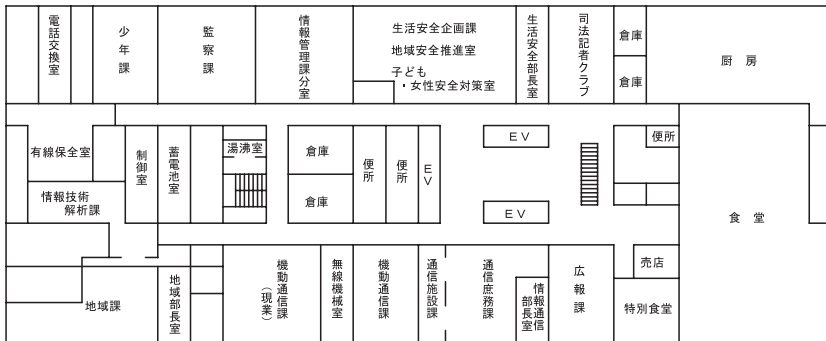 電話交換室
少年課
監察課
情報管理課分室
生活安全企画課
地域安全推進室
子ども
・女性安全対策室
生活安全部長室
司法記者クラブ
倉庫
倉庫
厨房
有線保全室
制御室
蓄電池室
湯沸室
倉庫
倉庫
便所
便所
EV
EV
EV
便所
情報技術
解析課
食堂
地域課
地域部長室
機動通信課
（現業）
無線機械室
機動通信課
通信施設課
通信庶務課
情報通信
部長室
広報課
売店
特別食堂